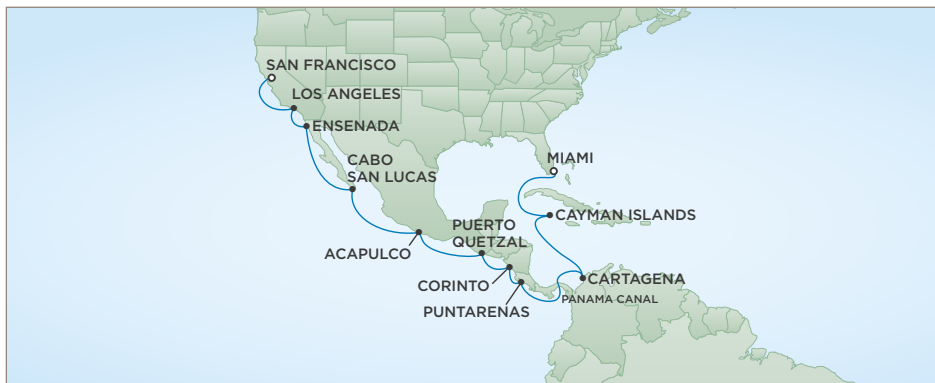 SAN FRANCISCO
LOS ANGELES
ENSENADA
CABO
SAN LUCAS
MIAMI
CAYMAN ISLANDS
PUERTO
QUETZAL
ACAPULCO
CARTAGENA
CORINTO
PANAMA CANAL
PUNTARENAS